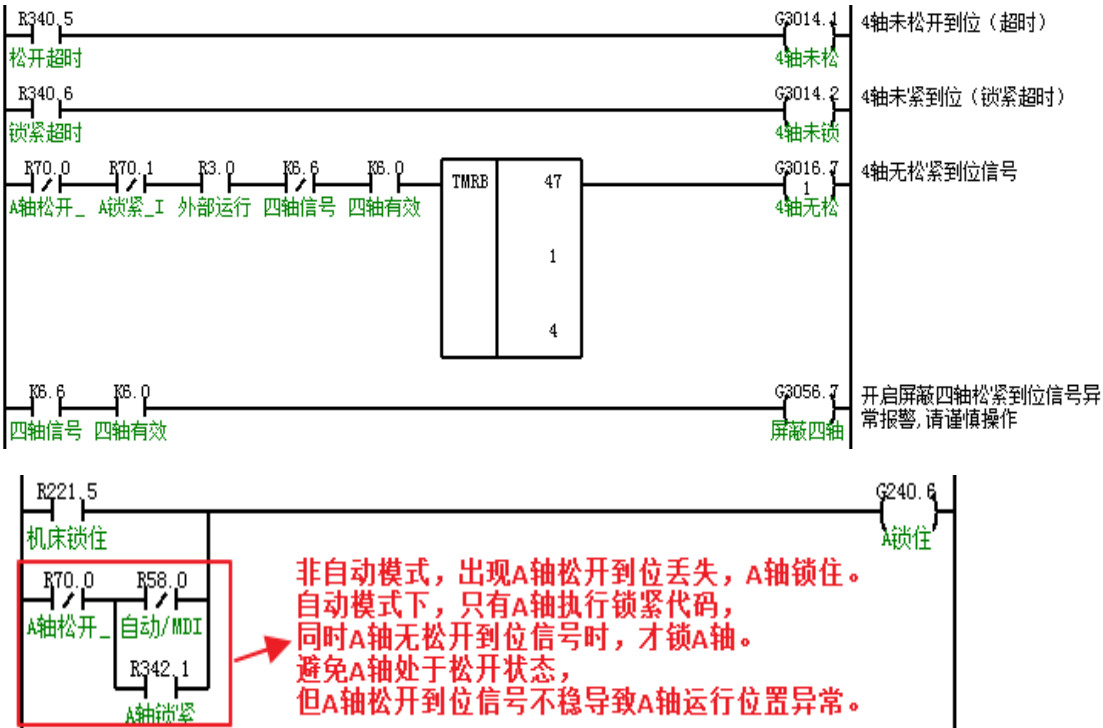 R340.5
G3014.1
4轴未松开到位（超时）
松开超时
4轴未松
R340.6
G3014.2
4轴未紧到位（锁紧超时）
锁紧超时
4轴未锁
R70.0 R70.1 R3.0 K6.6 K6.0
TMRB 47
G3016.7
1
4轴无松紧到位信号
A轴松开_ A锁紧_I 外部运行 四轴信号 四轴有效
4轴无松
1
4
K6.6 K6.0
G3056.7
开启屏蔽四轴松紧到位信号异
常报警,请谨慎操作
四轴信号 四轴有效
屏蔽四轴
R221.5
G240.6
机床锁住
A锁住
R70.0 R58.0
A轴松开_ 自动/MDI
R342.1
A轴锁紧
非自动模式，出现A轴松开到位丢失，A轴锁住。
自动模式下，只有A轴执行锁紧代码，
同时A轴无松开到位信号时，才锁A轴。
避免A轴处于松开状态，
但A轴松开到位信号不稳导致A轴运行位置异常。